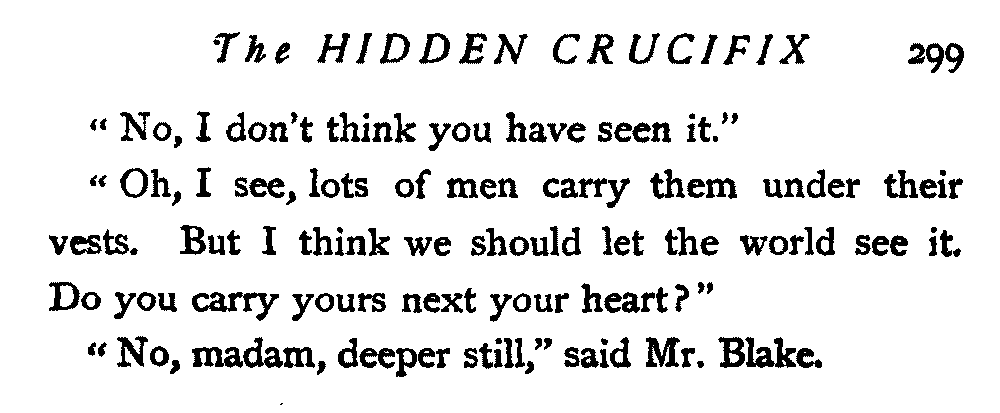 The HIDDEN CRUCIFIX 299
“ No, I don't think you have seen it.”
“ Oh, I see, lots of men carry them under their
vests. But I think we should let the world see it.
Do you carry yours next your heart?”
“ No, madam, deeper still,” said Mr. Blake.